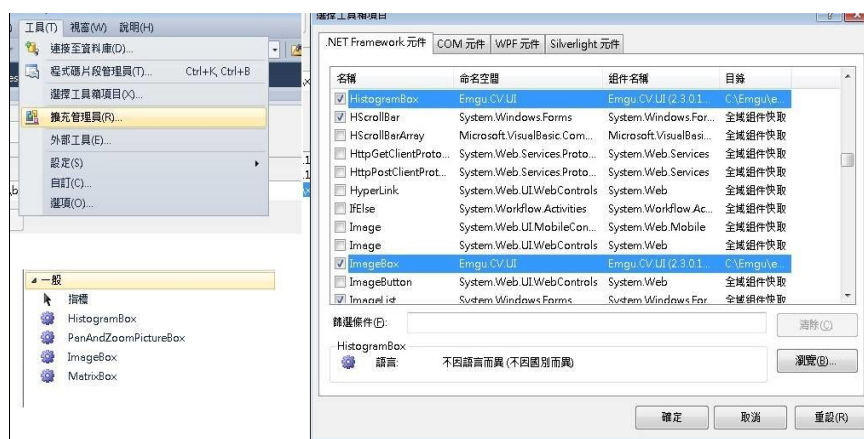 工具(T) 視窗(W) 說明(H)
連接至資料庫(D)...
程式碼片段管理員(T)... Ctrl+K, Ctrl+B
選擇工具箱項目(X)...
擴充管理員(R)...
外部工具(E)...
設定(S)
自訂(C)...
選項(O)...
一般
指標
HistogramBox
PanAndZoomPictureBox
ImageBox
MatrixBox
選擇工具箱項目
.NET Framework 元件 COM 元件 WPF 元件 Silverlight 元件
名稱 命名空間 組件名稱 目錄
HistogramBox Emgu.CV.UI Emgu.CV.UI (2.3.0.1... C:\Emgu\e...
HScrollBar System.Windows.Forms System.Windows.For... 全域組件快取
HScrollBarArray Microsoft.VisualBasic.Com... Microsoft.VisualBasi... 全域組件快取
HttpGetClientProto... System.Web.Services.Proto... System.Web.Services 全域組件快取
HttpPostClientProt... System.Web.Services.Proto... System.Web.Services 全域組件快取
HyperLink System.Web.UI.WebControls System.Web 全域組件快取
IfElse System.Workflow.Activities System.Workflow.Ac... 全域組件快取
Image System.Web.UI.MobileCon... System.Web.Mobile 全域組件快取
Image System.Web.UI.WebControls System.Web 全域組件快取
ImageBox Emgu.CV.UI Emgu.CV.UI (2.3.0.1... C:\Emgu\e...
ImageButton System.Web.UI.WebControls System.Web 全域組件快取
ImageList System.Windows.Forms System.Windows.For... 全域組件快取
篩選條件(F): 清除(C)
HistogramBox
語言: 不因語言而異 (不因國別而異) 瀏覽(B)...
確定 取消 重設(R)